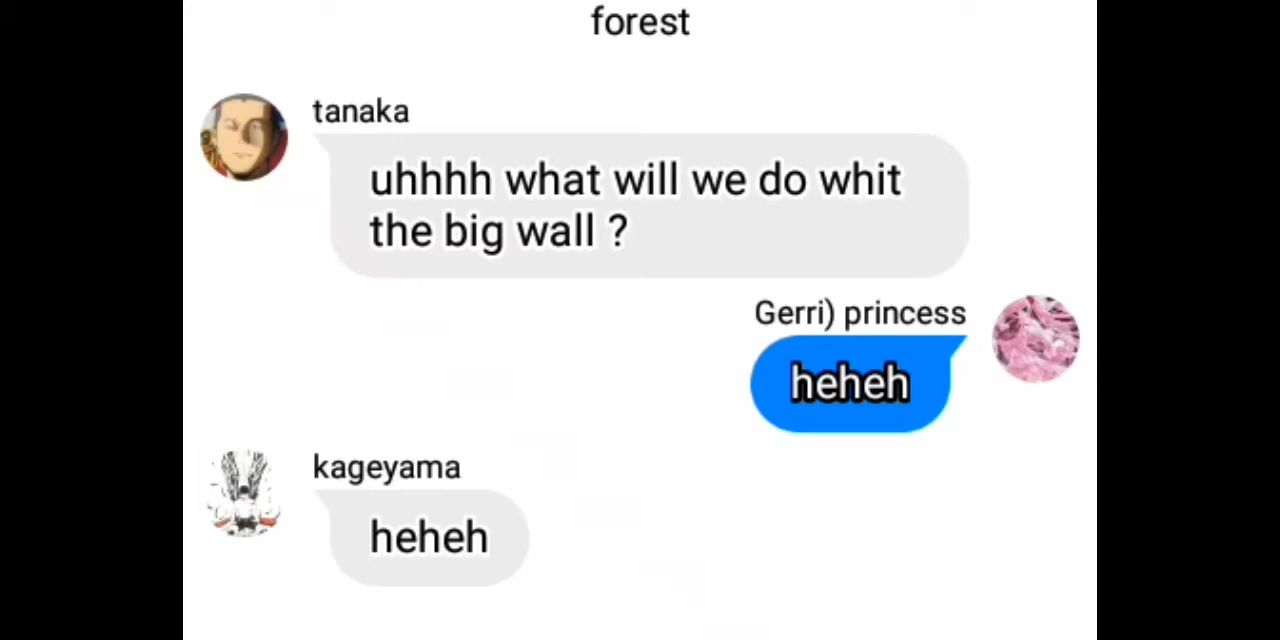 forest
tanaka
uhhhh what will we do whit
the big wall ?
Gerri) princess
heheh
kageyama
heheh